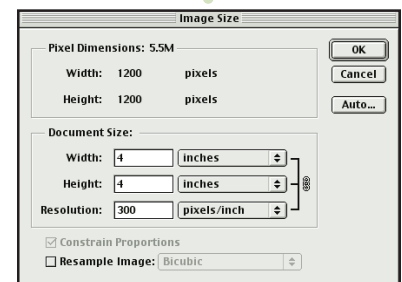 Image Size
Pixel Dimensions: 5.5M
OK
Width: 1200 pixels
Cancel
Height: 1200 pixels
Auto...
Document Size:
Width: 4 inches
Height: 4 inches
Resolution: 300 pixels/inch
Constrain Proportions
Resample Image: Bicubic